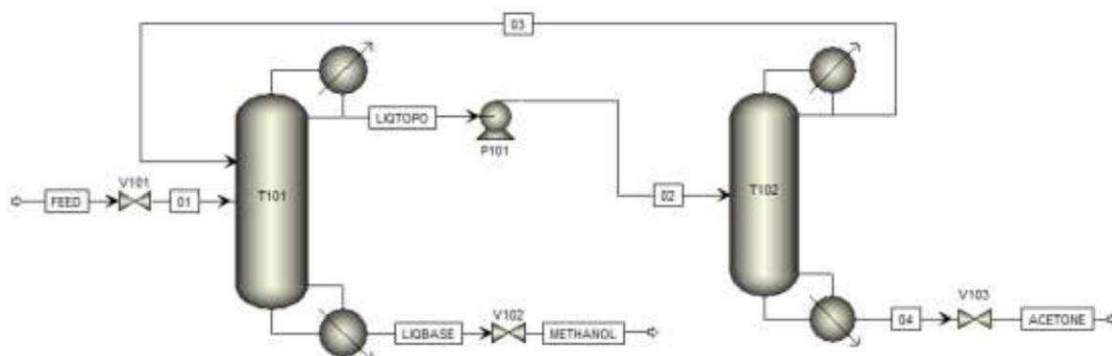 03
LIQTOPO
P101
V101
FEED
01
T101
02
T102
LIQBASE
V102
METHANOL
04
V103
ACETONE